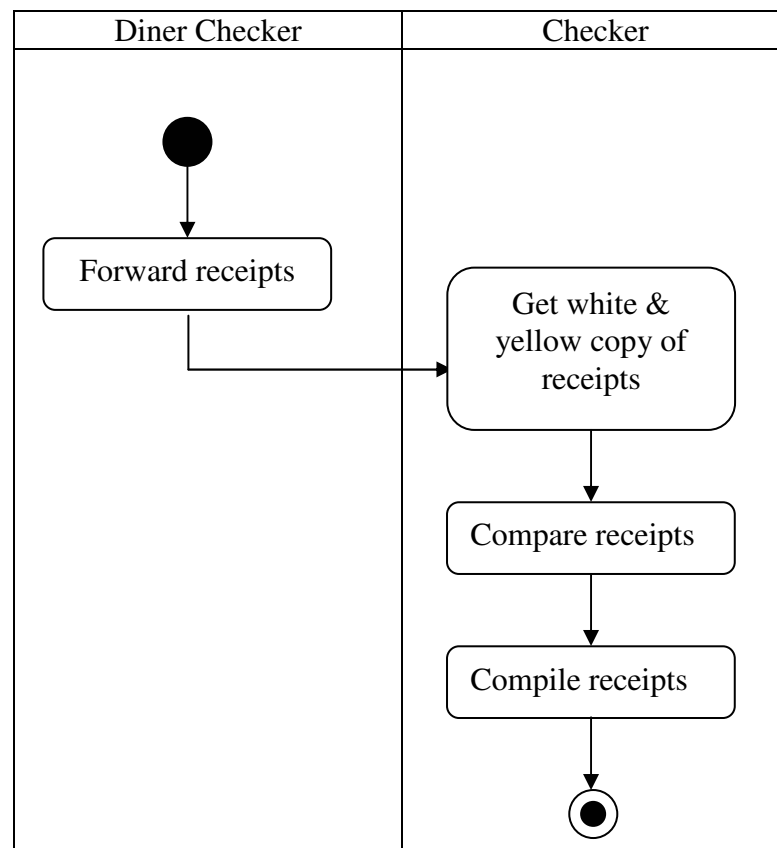 Diner Checker
Checker
Forward receipts
Get white &
yellow copy of
receipts
Compare receipts
Compile receipts